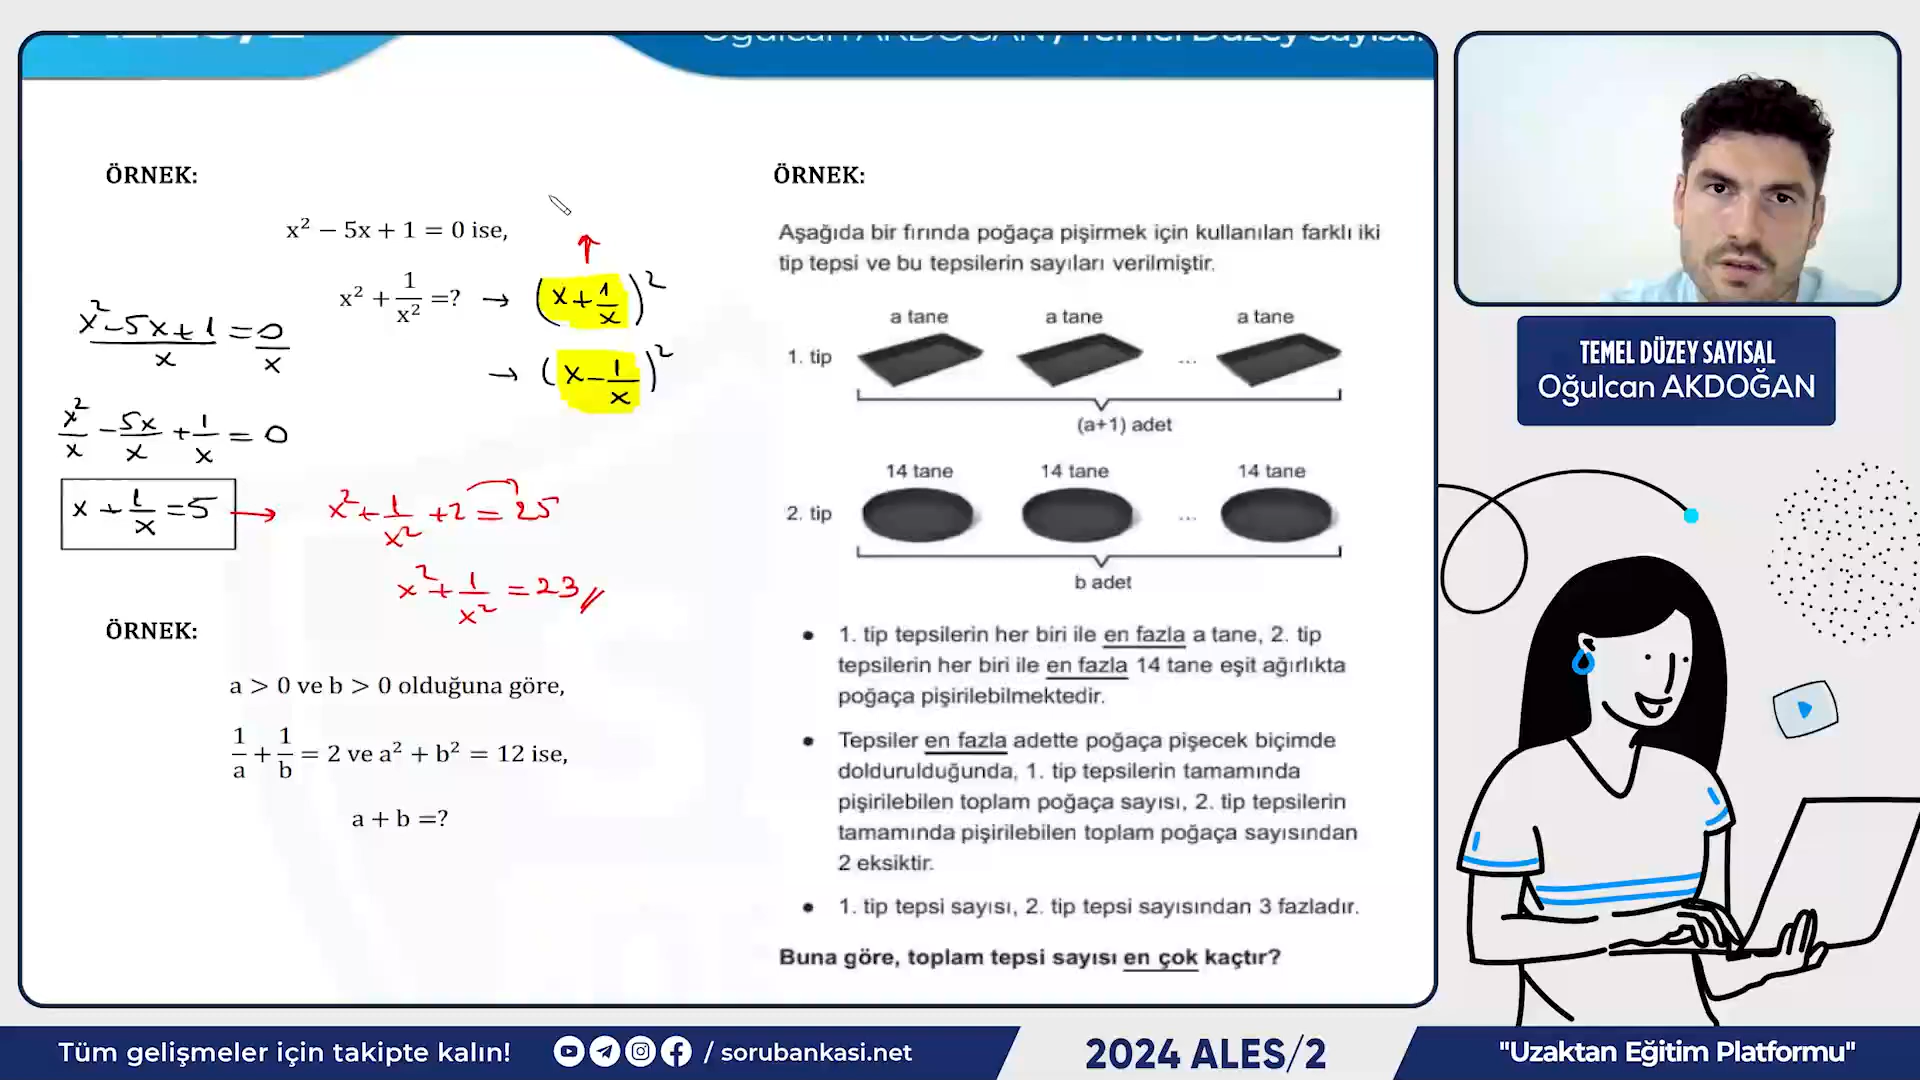 ÖRNEK:
x² − 5x + 1 = 0 ise,
x² + 1/x² =? → (x + 1/x)²
→ (x − 1/x)²
x² − 5x + 1 / x = 0/x
x²/x − 5x/x + 1/x = 0
x + 1/x = 5 → x² + 1/x² + 2 = 25
x² + 1/x² = 23
ÖRNEK:
a > 0 ve b > 0 olduğuna göre,
1/a + 1/b = 2 ve a² + b² = 12 ise,
a + b =?
ÖRNEK:
Aşağıda bir fırında poğaça pişirmek için kullanılan farklı iki
tip tepsi ve bu tepsilerin sayıları verilmiştir.
a tane a tane a tane
1. tip ...
(a+1) adet
14 tane 14 tane 14 tane
2. tip ...
b adet
• 1. tip tepsilerin her biri ile en fazla a tane, 2. tip
tepsilerin her biri ile en fazla 14 tane eşit ağırlıkta
poğaça pişirilebilmektedir.
• Tepsiler en fazla adette poğaça pişecek biçimde
doldurulduğunda, 1. tip tepsilerin tamamında
pişirilebilen toplam poğaça sayısı, 2. tip tepsilerin
tamamında pişirilebilen toplam poğaça sayısından
2 eksiktir.
• 1. tip tepsi sayısı, 2. tip tepsi sayısından 3 fazladır.
Buna göre, toplam tepsi sayısı en çok kaçtır?
TEMEL DÜZEY SAYISAL
Oğulcan AKDOĞAN
Tüm gelişmeler için takipte kalın!
/ sorubankasi.net
2024 ALES/2
"Uzaktan Eğitim Platformu"